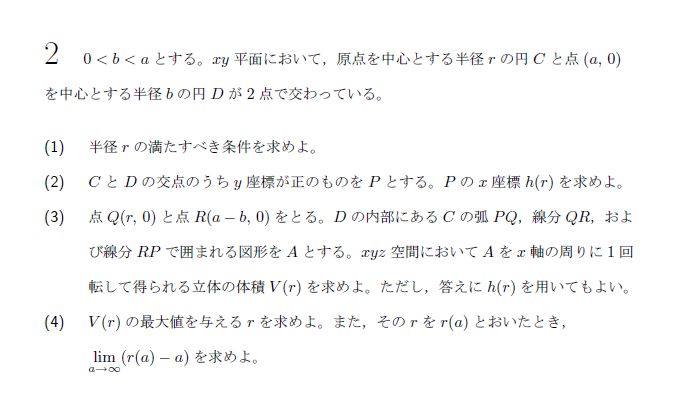 2 0 < b < a とする。xy 平面において，原点を中心とする半径 r の円 C と点 (a, 0)
を中心とする半径 b の円 D が 2 点で交わっている。
(1) 半径 r の満たすべき条件を求めよ。
(2) C と D の交点のうち y 座標が正のものを P とする。P の x 座標 h(r) を求めよ。
(3) 点 Q(r, 0) と点 R(a − b, 0) をとる。D の内部にある C の弧 PQ，線分 QR，およ
び線分 RP で囲まれる図形を A とする。xyz 空間において A を x 軸の周りに 1 回
転して得られる立体の体積 V(r) を求めよ。ただし，答えに h(r) を用いてもよい。
(4) V(r) の最大値を与える r を求めよ。また，その r を r(a) とおいたとき，
lim (r(a) − a) を求めよ。
a→∞